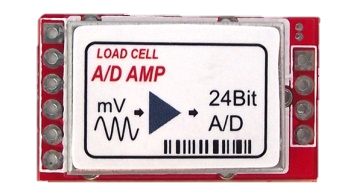 LOAD CELL
A/D AMP
mV
24Bit
A/D